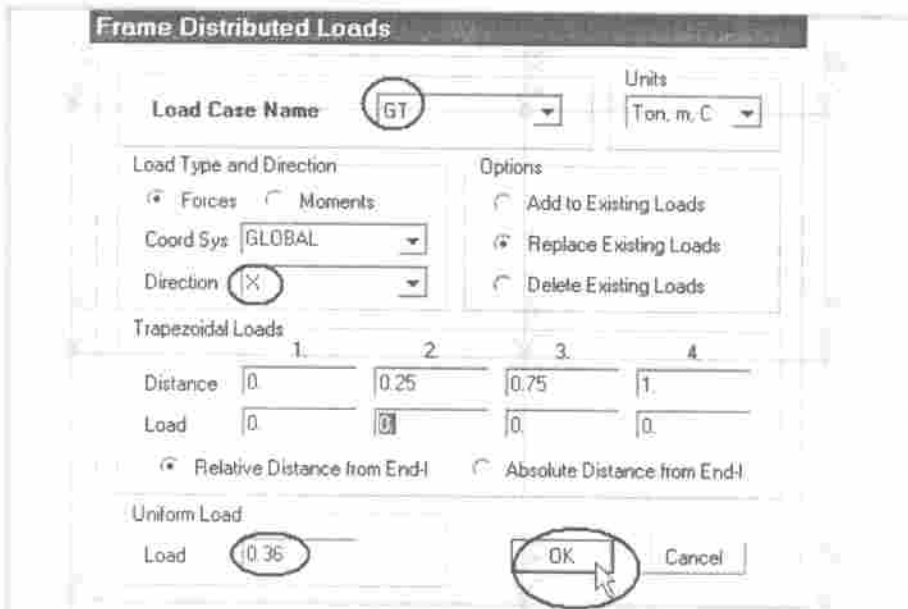 Frame Distributed Loads
Units
Load Case Name GT Ton, m, C
Load Type and Direction Options
Forces Moments Add to Existing Loads
Coord Sys GLOBAL Replace Existing Loads
Direction X Delete Existing Loads
Trapezoidal Loads
1. 2. 3. 4.
Distance 0. 0.25 0.75 1.
Load 0. 0. 0. 0.
Relative Distance from End-I Absolute Distance from End-I
Uniform Load
Load 0.36 OK Cancel